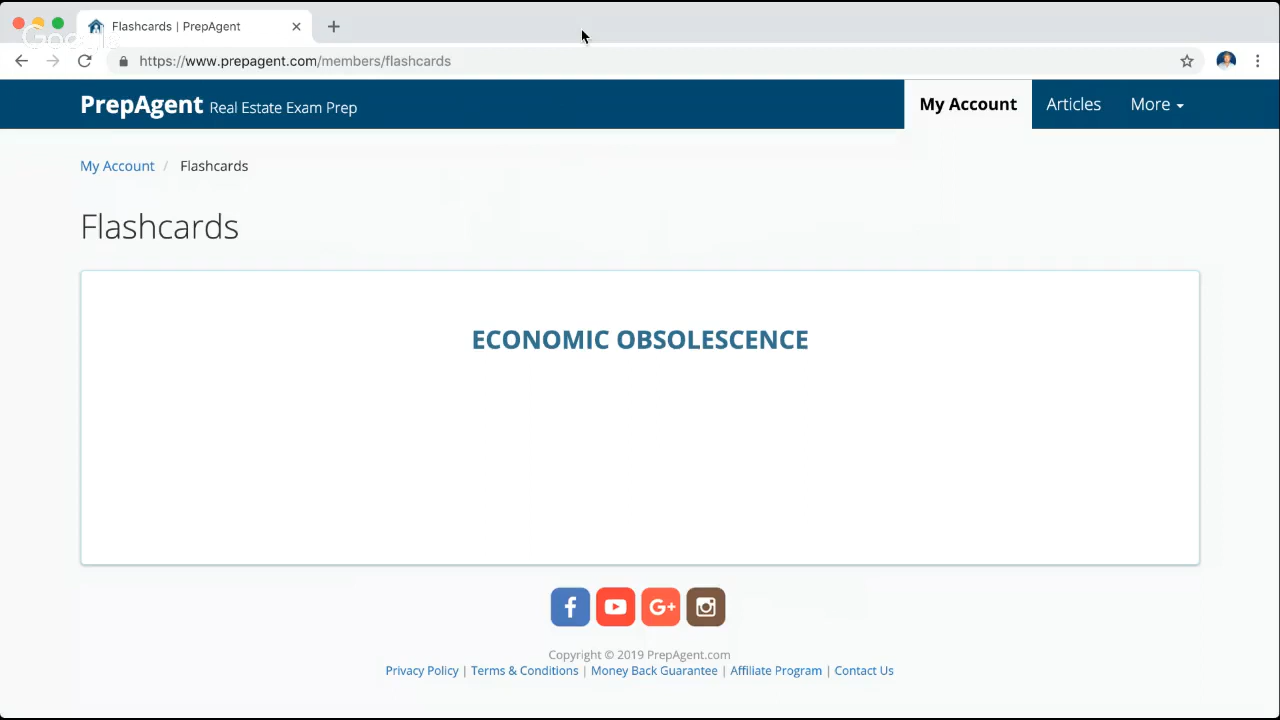 Flashcards | PrepAgent
https://www.prepagent.com/members/flashcards
PrepAgent Real Estate Exam Prep
My Account
Articles
More
My Account / Flashcards
Flashcards
ECONOMIC OBSOLESCENCE
Copyright © 2019 PrepAgent.com
Privacy Policy | Terms & Conditions | Money Back Guarantee | Affiliate Program | Contact Us